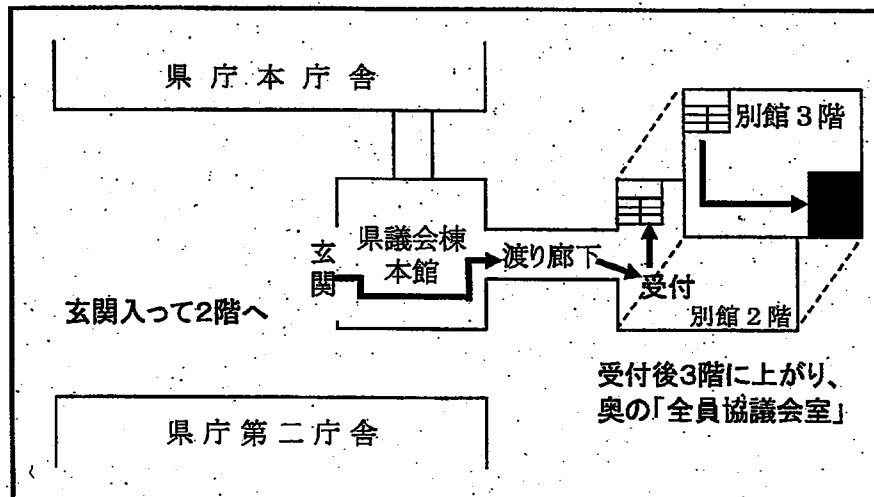 県庁本庁舎
別館3階
玄関
県議会棟
本館
渡り廊下
受付
別館2階
玄関入って2階へ
受付後3階に上がり、
奥の「全員協議会室」
県庁第二庁舎